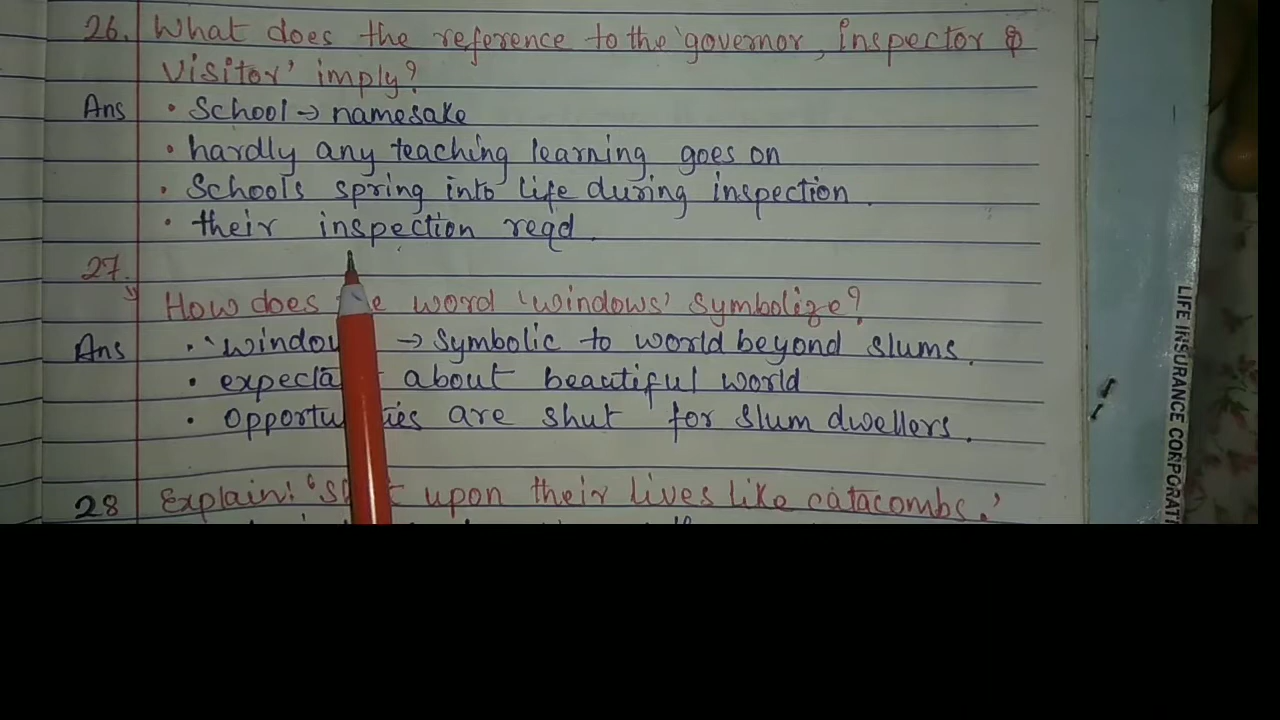 26. What does the reference to the 'governor, inspector &
visitor' imply?
Ans • School → namesake
• hardly any teaching learning goes on
• Schools spring into life during inspection.
• their inspection reqd.
27.
How does the word 'windows' symbolize?
Ans • 'window → Symbolic to world beyond slums.
• about beautiful world
• Opportunities are shut for slum dwellers.
28 Explain: upon their lives like catacombs.'
LIFE INSURANCE